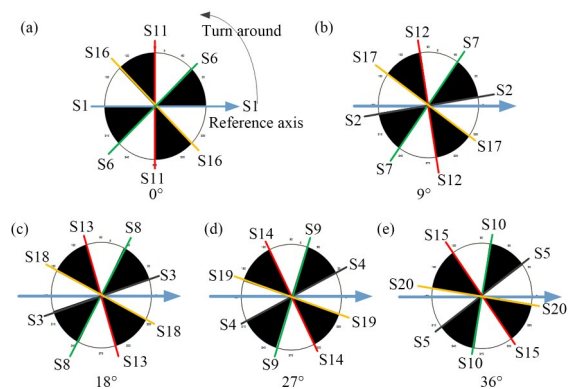 (a)
S11
Turn around
S16
S6
S1
S1
Reference axis
S6
S16
S11
0°
(b)
S12
S7
S17
S2
S2
S17
S7
S12
9°
(c)
S13
S8
S18
S3
S3
S18
S8
S13
18°
(d)
S14
S9
S19
S4
S4
S19
S9
S14
27°
(e)
S15
S10
S5
S20
S20
S5
S10
S15
36°